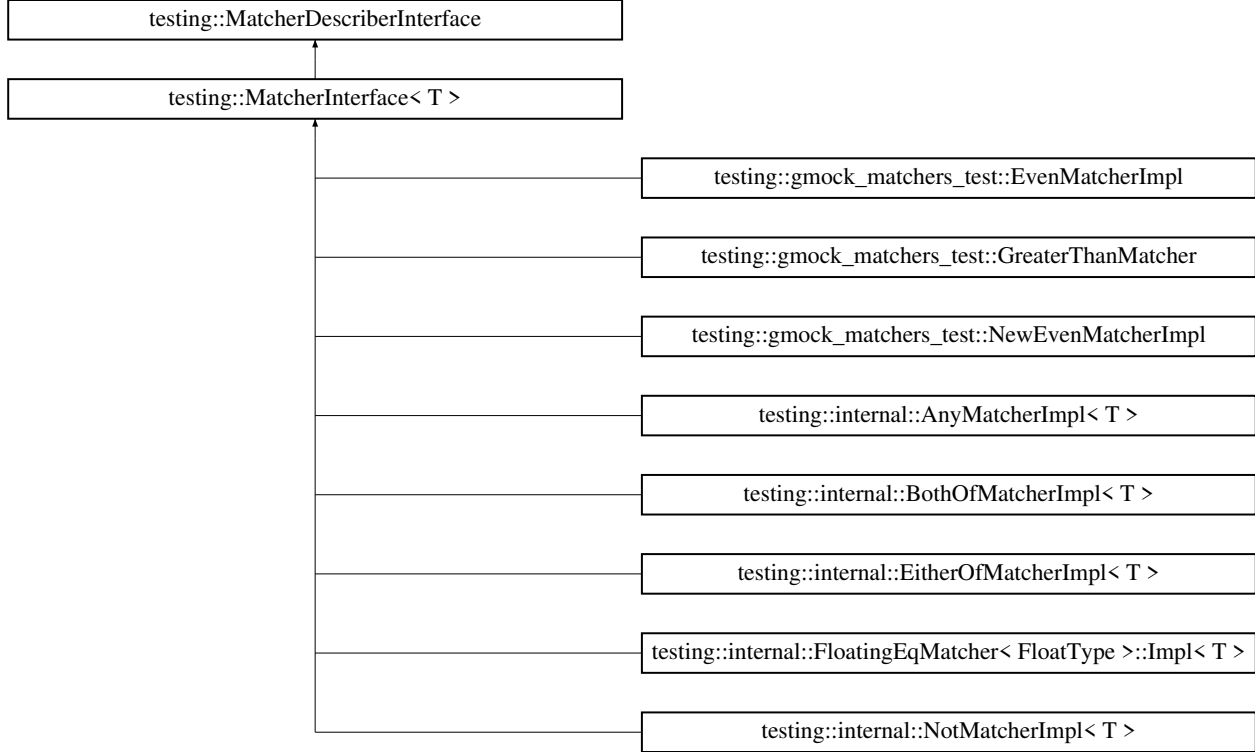 testing::MatcherDescriberInterface
testing::MatcherInterface< T >
testing::gmock_matchers_test::EvenMatcherImpl
testing::gmock_matchers_test::GreaterThanMatcher
testing::gmock_matchers_test::NewEvenMatcherImpl
testing::internal::AnyMatcherImpl< T >
testing::internal::BothOfMatcherImpl< T >
testing::internal::EitherOfMatcherImpl< T >
testing::internal::FloatingEqMatcher< FloatType >::Impl< T >
testing::internal::NotMatcherImpl< T >